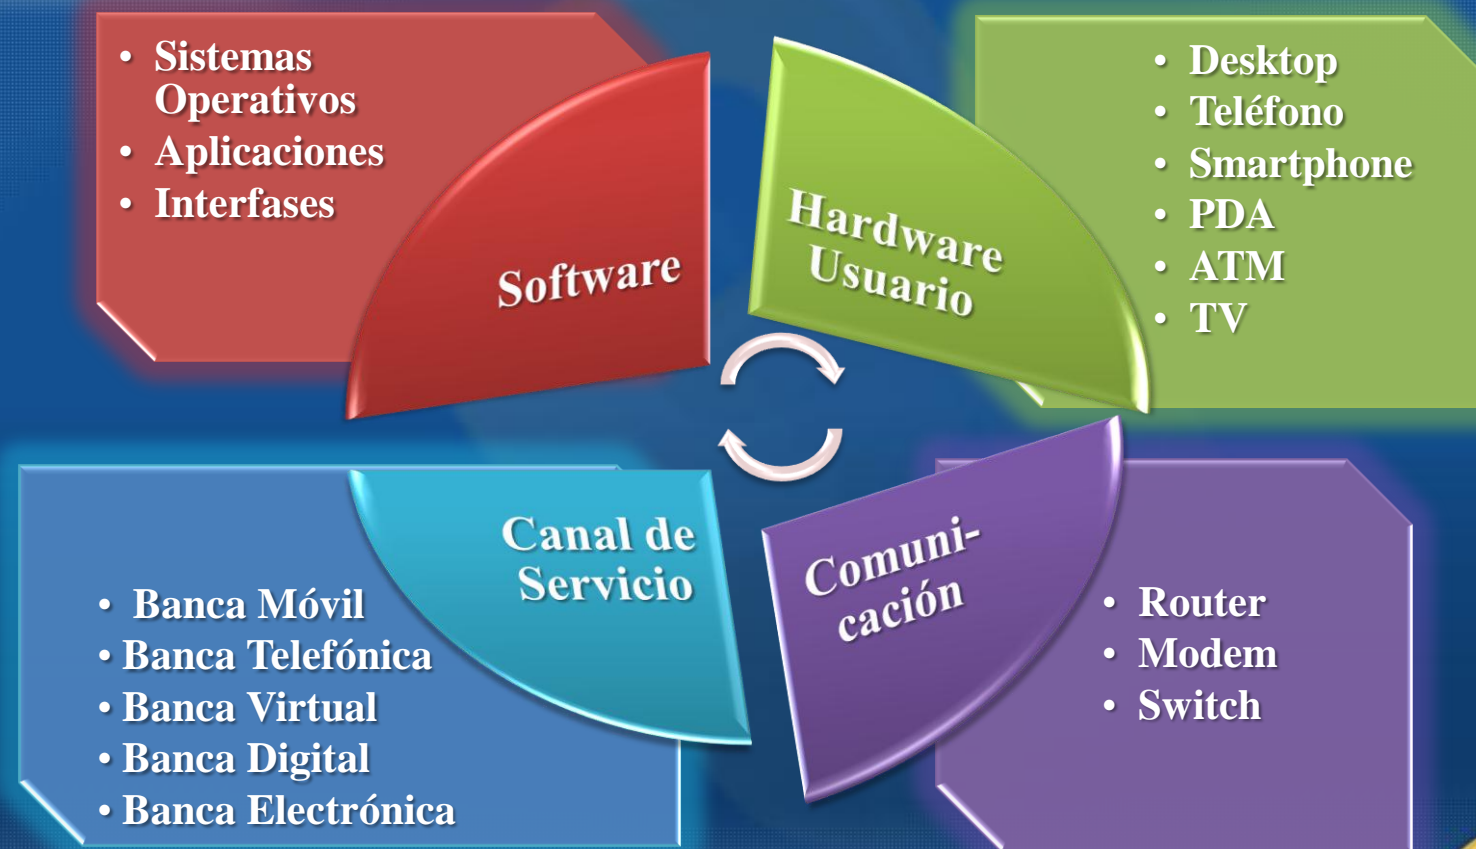 • Sistemas
Operativos
• Aplicaciones
• Interfases
Software
Hardware
Usuario
• Desktop
• Teléfono
• Smartphone
• PDA
• ATM
• TV
Canal de
Servicio
• Banca Móvil
• Banca Telefónica
• Banca Virtual
• Banca Digital
• Banca Electrónica
Comuni-
cación
• Router
• Modem
• Switch